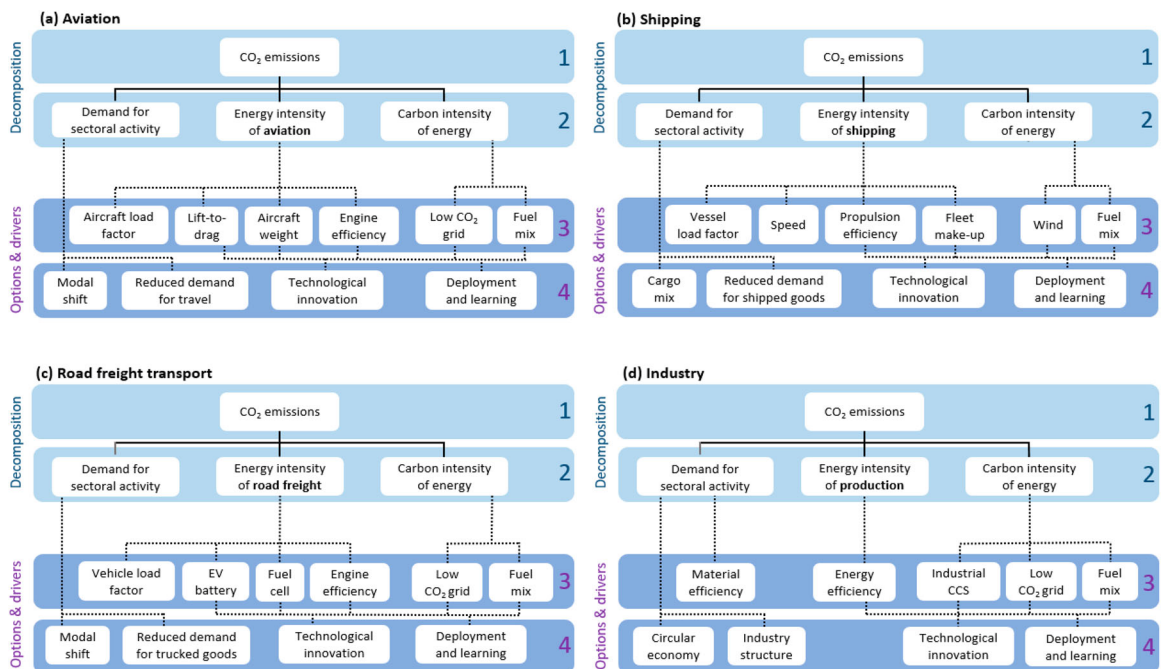 (a) Aviation
Decomposition
CO₂ emissions
1
Demand for
sectoral activity
Energy intensity
of aviation
Carbon intensity
of energy
2
Options & drivers
Aircraft load
factor
Lift-to-
drag
Aircraft
weight
Engine
efficiency
Low CO₂
grid
Fuel
mix
3
Modal
shift
Reduced demand
for travel
Technological
innovation
Deployment
and learning
4
(b) Shipping
Decomposition
CO₂ emissions
1
Demand for
sectoral activity
Energy intensity
of shipping
Carbon intensity
of energy
2
Options & drivers
Vessel
load factor
Speed
Propulsion
efficiency
Fleet
make-up
Wind
Fuel
mix
3
Cargo
mix
Reduced demand
for shipped goods
Technological
innovation
Deployment
and learning
4
(c) Road freight transport
Decomposition
CO₂ emissions
1
Demand for
sectoral activity
Energy intensity
of road freight
Carbon intensity
of energy
2
Options & drivers
Vehicle load
factor
EV
battery
Fuel
cell
Engine
efficiency
Low
CO₂ grid
Fuel
mix
3
Modal
shift
Reduced demand
for trucked goods
Technological
innovation
Deployment
and learning
4
(d) Industry
Decomposition
CO₂ emissions
1
Demand for
sectoral activity
Energy intensity
of production
Carbon intensity
of energy
2
Options & drivers
Material
efficiency
Energy
efficiency
Industrial
CCS
Low
CO₂ grid
Fuel
mix
3
Circular
economy
Industry
structure
Technological
innovation
Deployment
and learning
4